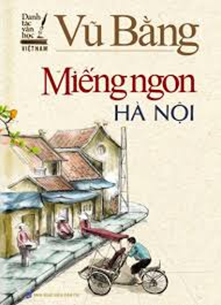 Danh
tác văn
học
VIỆT NAM
Vũ Bằng
Miếng ngon
HÀ NỘI